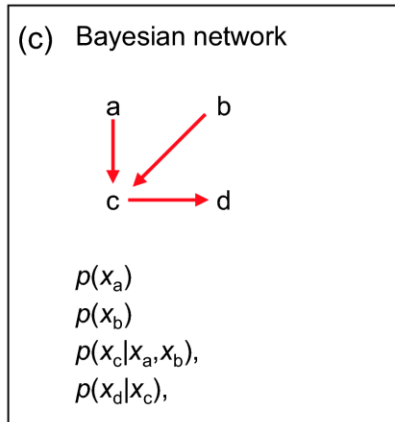 (c) Bayesian network
a b
c d
p(xa)
p(xb)
p(xc|xa,xb),
p(xd|xc),